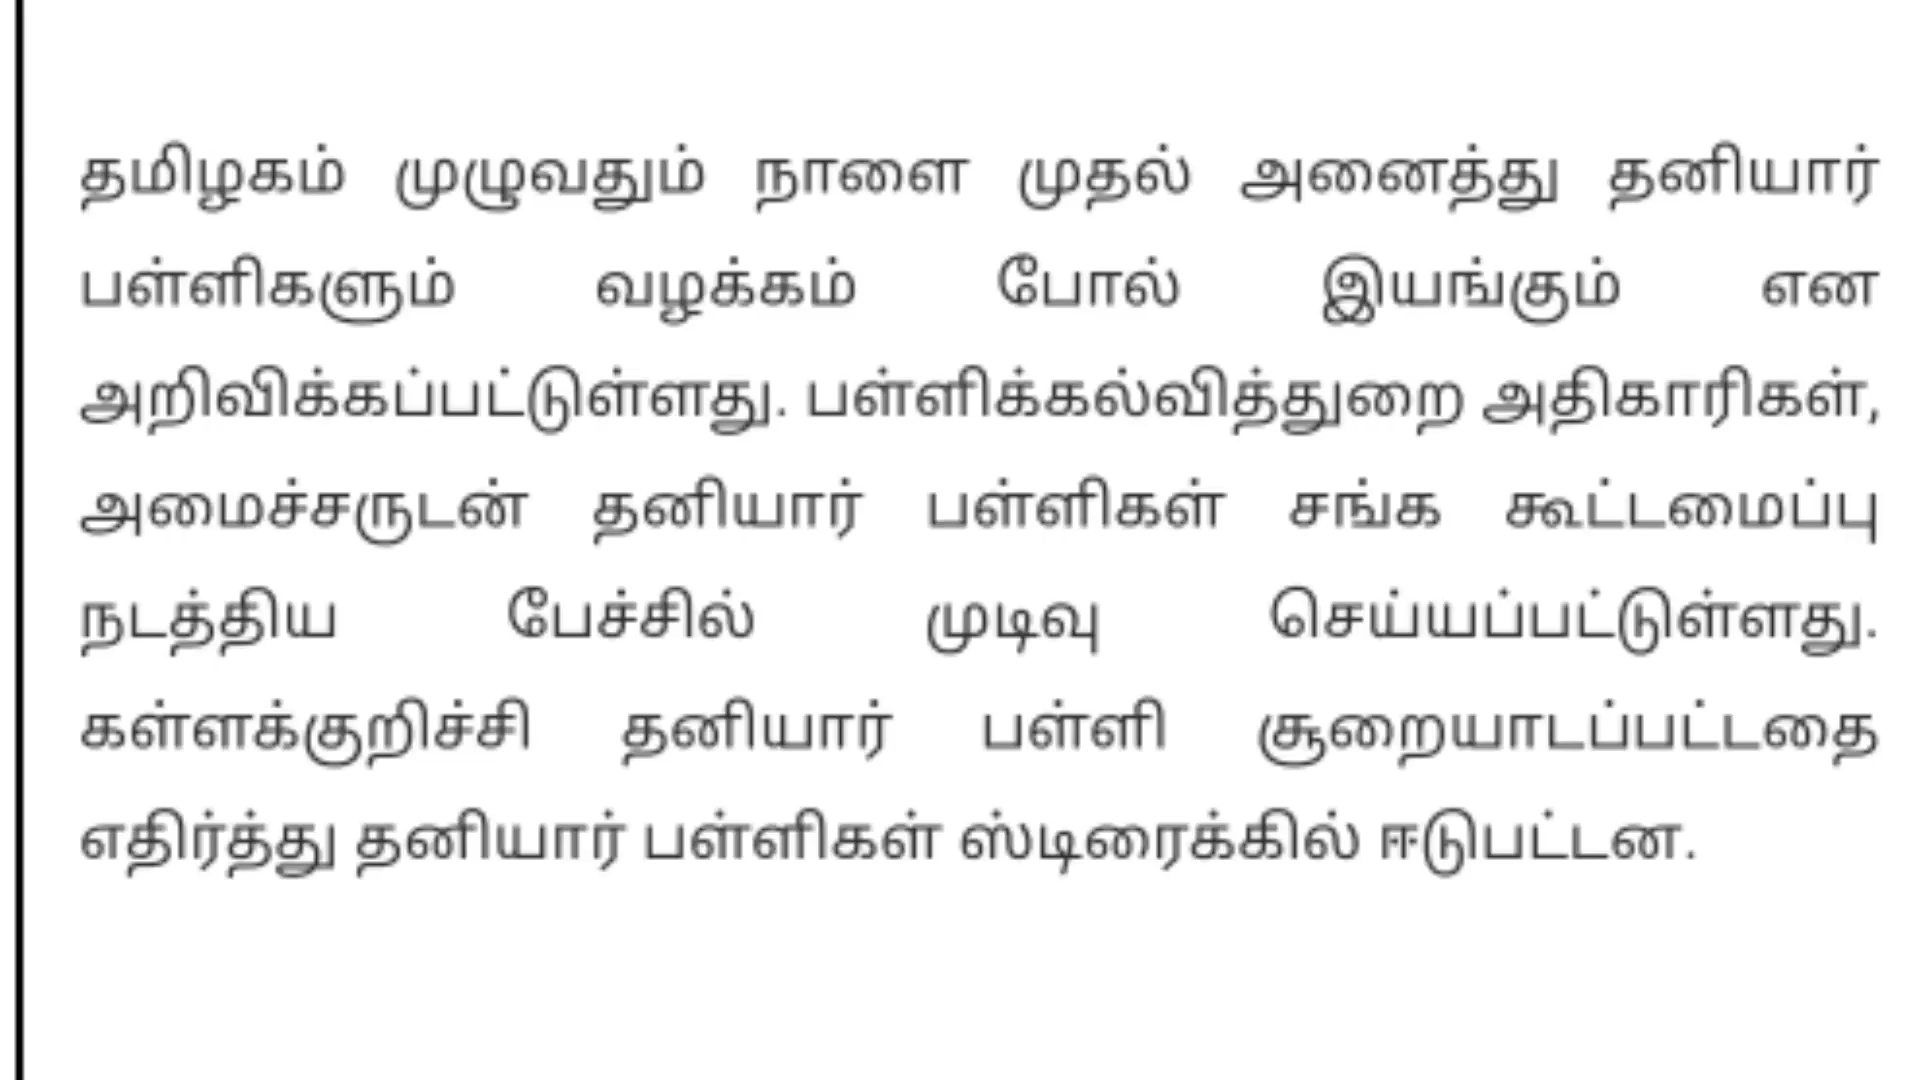 தமிழகம் முழுவதும் நாளை முதல் அனைத்து தனியார்
பள்ளிகளும் வழக்கம் போல் இயங்கும் என
அறிவிக்கப்பட்டுள்ளது. பள்ளிக்கல்வித்துறை அதிகாரிகள்,
அமைச்சருடன் தனியார் பள்ளிகள் சங்க கூட்டமைப்பு
நடத்திய பேச்சில் முடிவு செய்யப்பட்டுள்ளது.
கள்ளக்குறிச்சி தனியார் பள்ளி சூறையாடப்பட்டதை
எதிர்த்து தனியார் பள்ளிகள் ஸ்டிரைக்கில் ஈடுபட்டன.